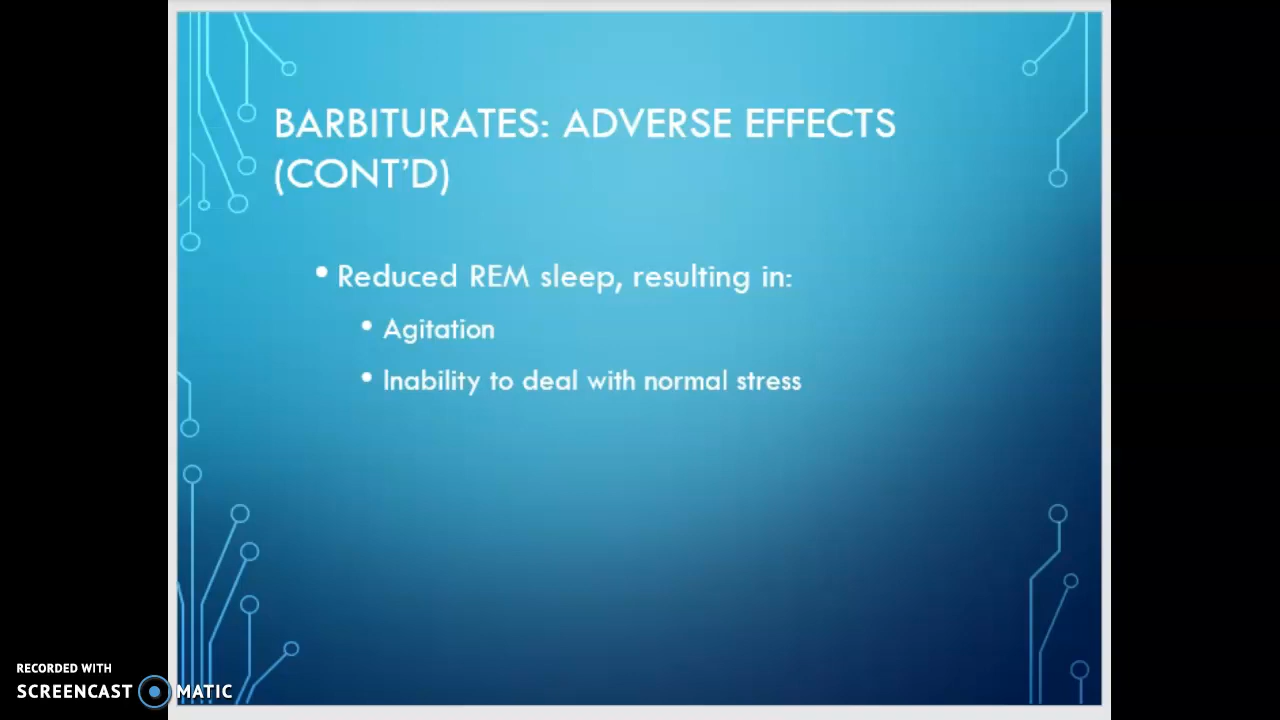 BARBITURATES: ADVERSE EFFECTS
(CONT’D)
• Reduced REM sleep, resulting in:
• Agitation
• Inability to deal with normal stress
RECORDED WITH
SCREENCAST MATIC